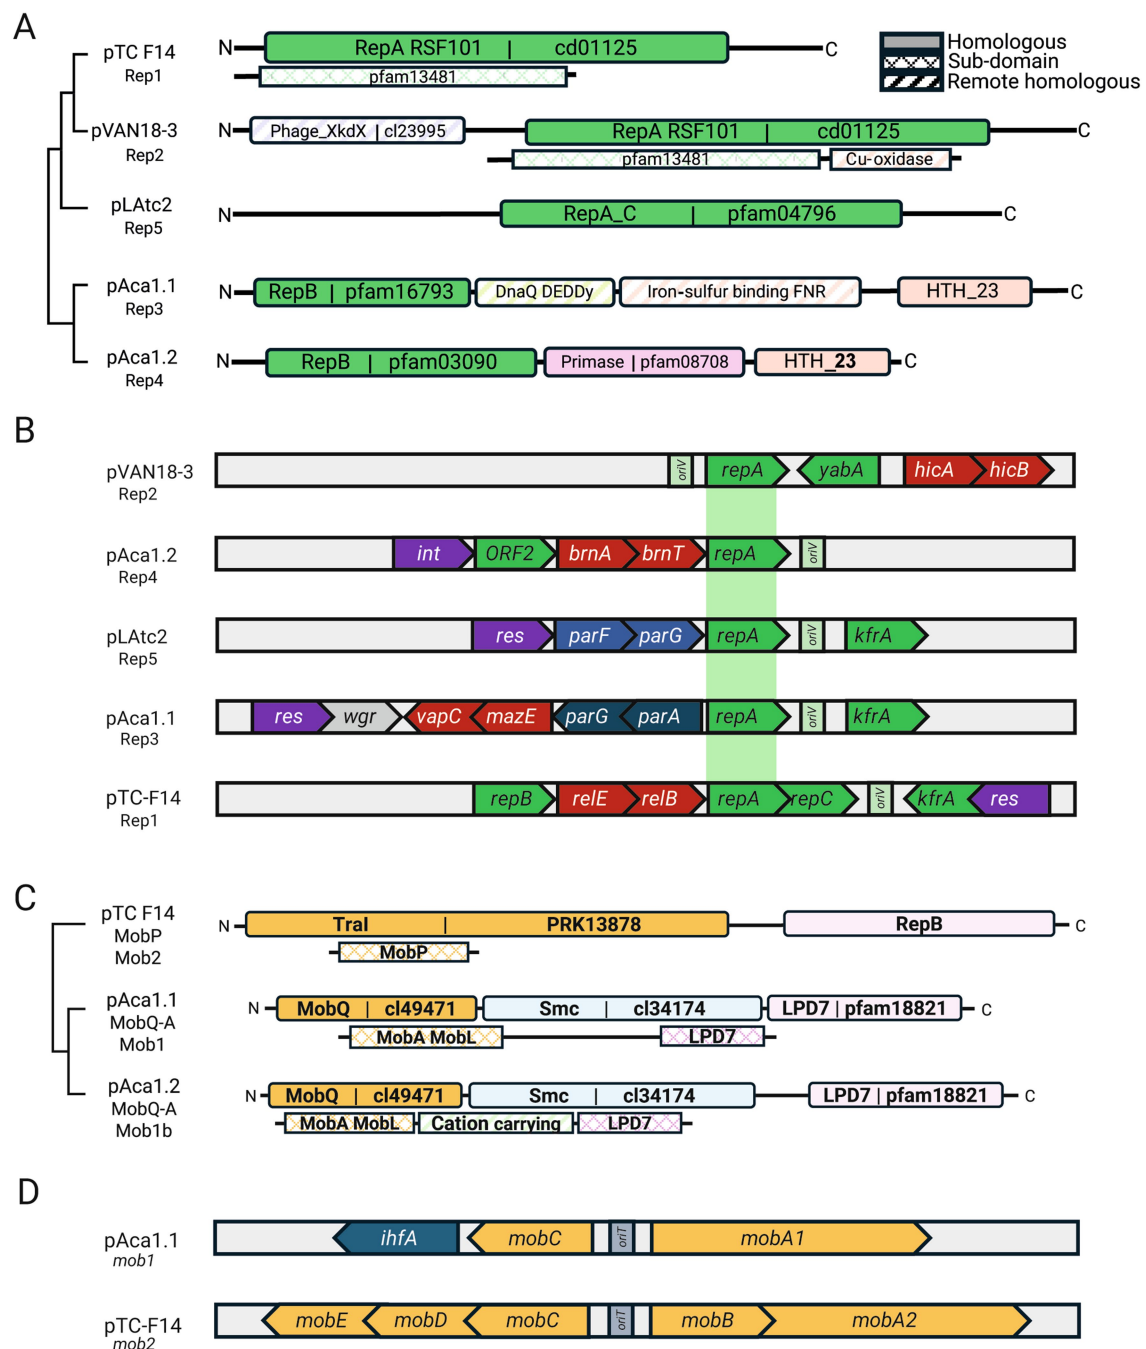 A
pTC F14
Rep1
N
RepA RSF101 | cd01125
C
pfam13481
Homologous
Sub-domain
Remote homologous
pVAN18-3
Rep2
N
Phage_XkdX | cl23995
RepA RSF101 | cd01125
C
pfam13481
Cu-oxidase
pLAtc2
Rep5
N
RepA_C | pfam04796
C
pAca1.1
Rep3
N
RepB | pfam16793
DnaQ DEDDy
Iron-sulfur binding FNR
HTH_23
C
pAca1.2
Rep4
N
RepB | pfam03090
Primase | pfam08708
HTH_23
C
B
pVAN18-3
Rep2
oriV
repA
yabA
hicA
hicB
pAca1.2
Rep4
int
ORF2
brnA
brnT
repA
oriV
pLAtc2
Rep5
res
parF
parG
repA
oriV
kfrA
pAca1.1
Rep3
res
wgr
vapC
mazE
parG
parA
repA
oriV
kfrA
pTC-F14
Rep1
repB
relE
relB
repA
repC
oriV
kfrA
res
C
pTC F14
MobP
Mob2
N
TraI | PRK13878
RepB
C
MobP
pAca1.1
MobQ-A
Mob1
N
MobQ | cl49471
Smc | cl34174
LPD7 | pfam18821
C
MobA MobL
LPD7
pAca1.2
MobQ-A
Mob1b
N
MobQ | cl49471
Smc | cl34174
LPD7 | pfam18821
C
MobA MobL
Cation carrying
LPD7
D
pAca1.1
mob1
ihfA
mobC
oriT
mobA1
pTC-F14
mob2
mobE
mobD
mobC
oriT
mobB
mobA2